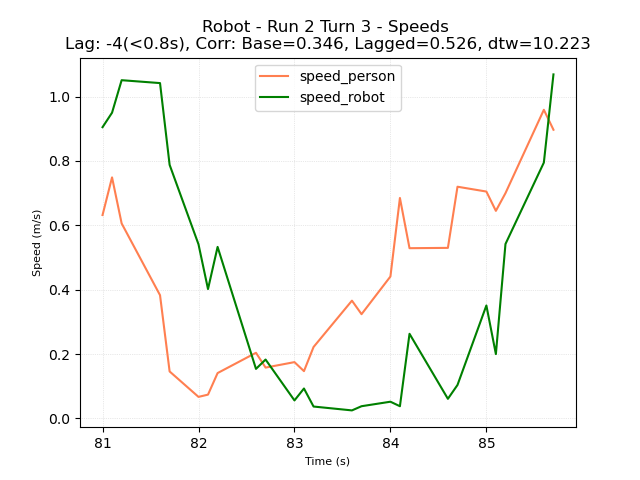 Robot - Run 2 Turn 3 - Speeds
Lag: -4(<0.8s), Corr: Base=0.346, Lagged=0.526, dtw=10.223
speed_person
speed_robot
1.0
0.8
0.6
0.4
0.2
0.0
Speed (m/s)
81 82 83 84 85
Time (s)